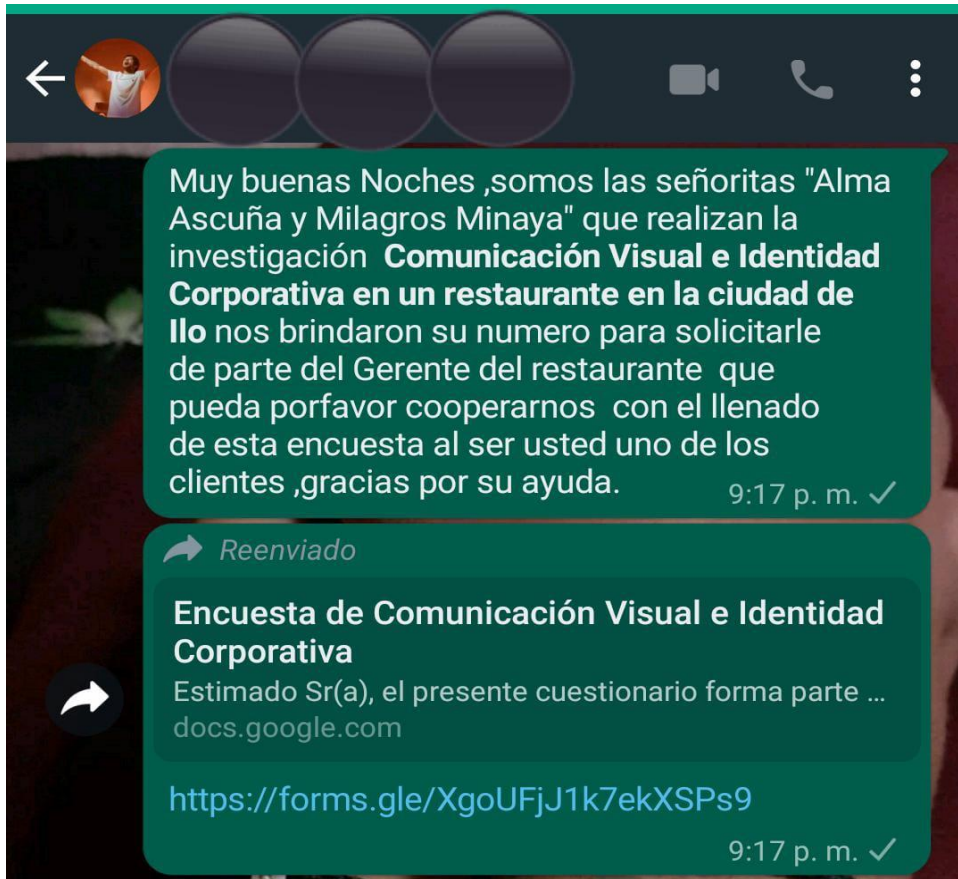 Muy buenas Noches ,somos las señoritas "Alma
Ascuña y Milagros Minaya" que realizan la
investigación  Comunicación Visual e Identidad
Corporativa en un restaurante en la ciudad de
Ilo nos brindaron su numero para solicitarle
de parte del Gerente del restaurante  que
pueda porfavor cooperarnos  con el llenado
de esta encuesta al ser usted uno de los
clientes ,gracias por su ayuda.
9:17 p. m.
Reenviado
Encuesta de Comunicación Visual e Identidad
Corporativa
Estimado Sr(a), el presente cuestionario forma parte ...
docs.google.com
https://forms.gle/XgoUFjJ1k7ekXSPs9
9:17 p. m.